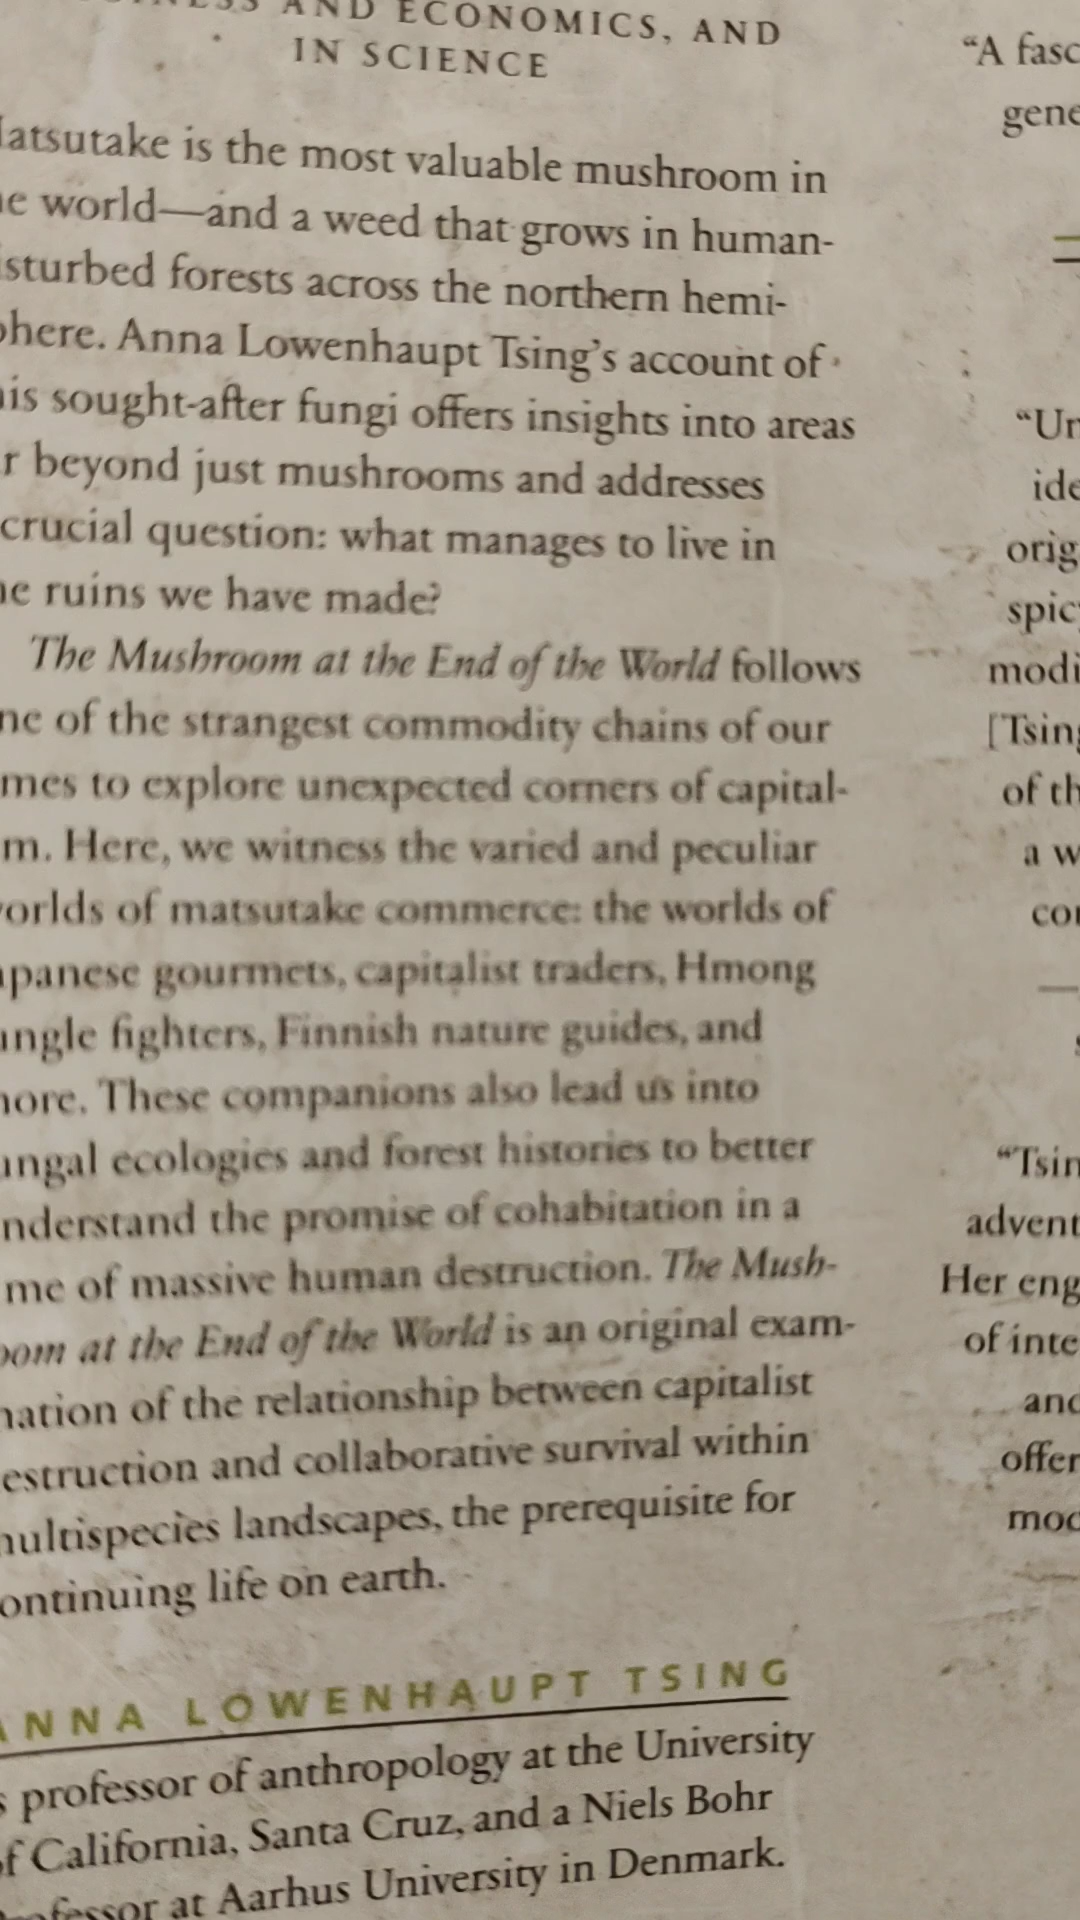 AND ECONOMICS, AND
IN SCIENCE
atsutake is the most valuable mushroom in
e world—and a weed that grows in human-
sturbed forests across the northern hemi-
here. Anna Lowenhaupt Tsing's account of
is sought-after fungi offers insights into areas
r beyond just mushrooms and addresses
crucial question: what manages to live in
e ruins we have made?
The Mushroom at the End of the World follows
ne of the strangest commodity chains of our
mes to explore unexpected corners of capital-
m. Here, we witness the varied and peculiar
orlds of matsutake commerce: the worlds of
panese gourmets, capitalist traders, Hmong
ngle fighters, Finnish nature guides, and
ore. These companions also lead us into
ngal ecologies and forest histories to better
nderstand the promise of cohabitation in a
me of massive human destruction. The Mush-
oom at the End of the World is an original exam-
nation of the relationship between capitalist
estruction and collaborative survival within
ultispecies landscapes, the prerequisite for
ontinuing life on earth.
ANNA LOWENHAUPT TSING
s professor of anthropology at the University
of California, Santa Cruz, and a Niels Bohr
ofessor at Aarhus University in Denmark.
“A fasc
gene
“Un
ide
orig
spic
modi
[Tsing
of th
a w
con
—
s
“Tsin
advent
Her eng
of inte
and
offer
mod